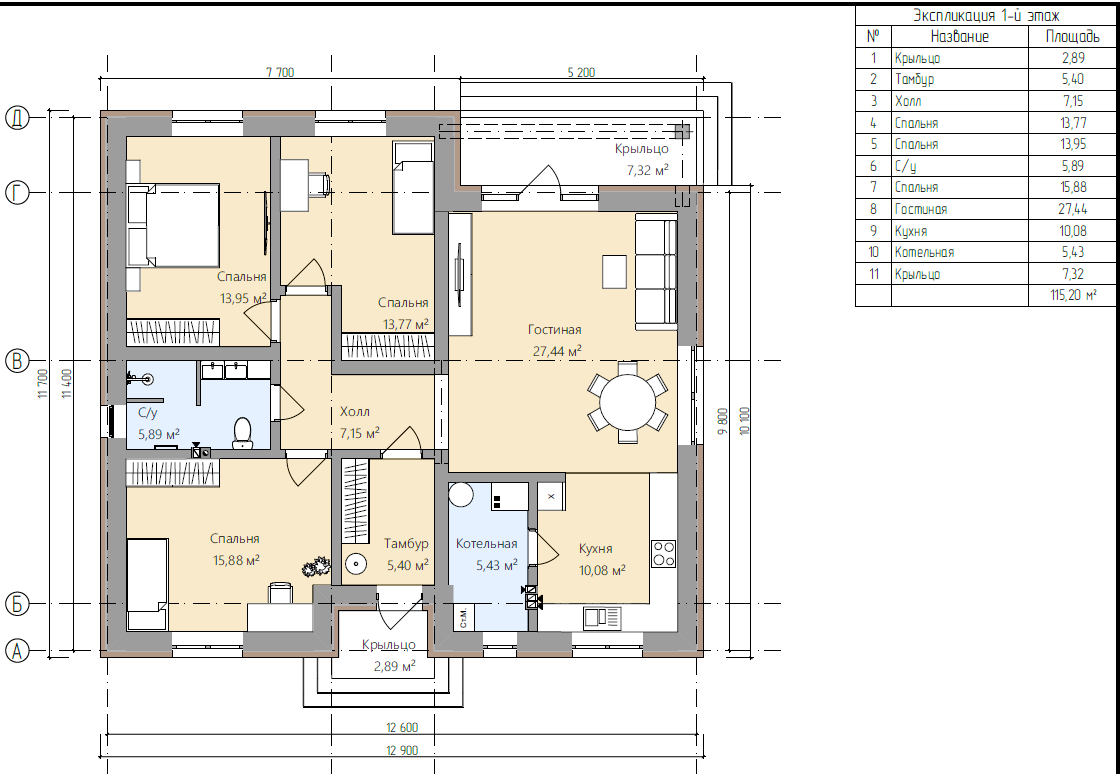 Экспликация 1-й этаж
№ Название Площадь
1 Крыльцо 2,89
2 Тамбур 5,40
3 Холл 7,15
4 Спальня 13,77
5 Спальня 13,95
6 С/у 5,89
7 Спальня 15,88
8 Гостиная 27,44
9 Кухня 10,08
10 Котельная 5,43
11 Крыльцо 7,32
115,20 м²
7 700
5 200
Д
Г
В
Б
А
11 700
11 400
9 800
10 100
Крыльцо
7,32 м²
Спальня
13,95 м²
Спальня
13,77 м²
Гостиная
27,44 м²
С/у
5,89 м²
Холл
7,15 м²
Спальня
15,88 м²
Тамбур
5,40 м²
Котельная
5,43 м²
х
Кухня
10,08 м²
Ст.М.
Крыльцо
2,89 м²
12 600
12 900